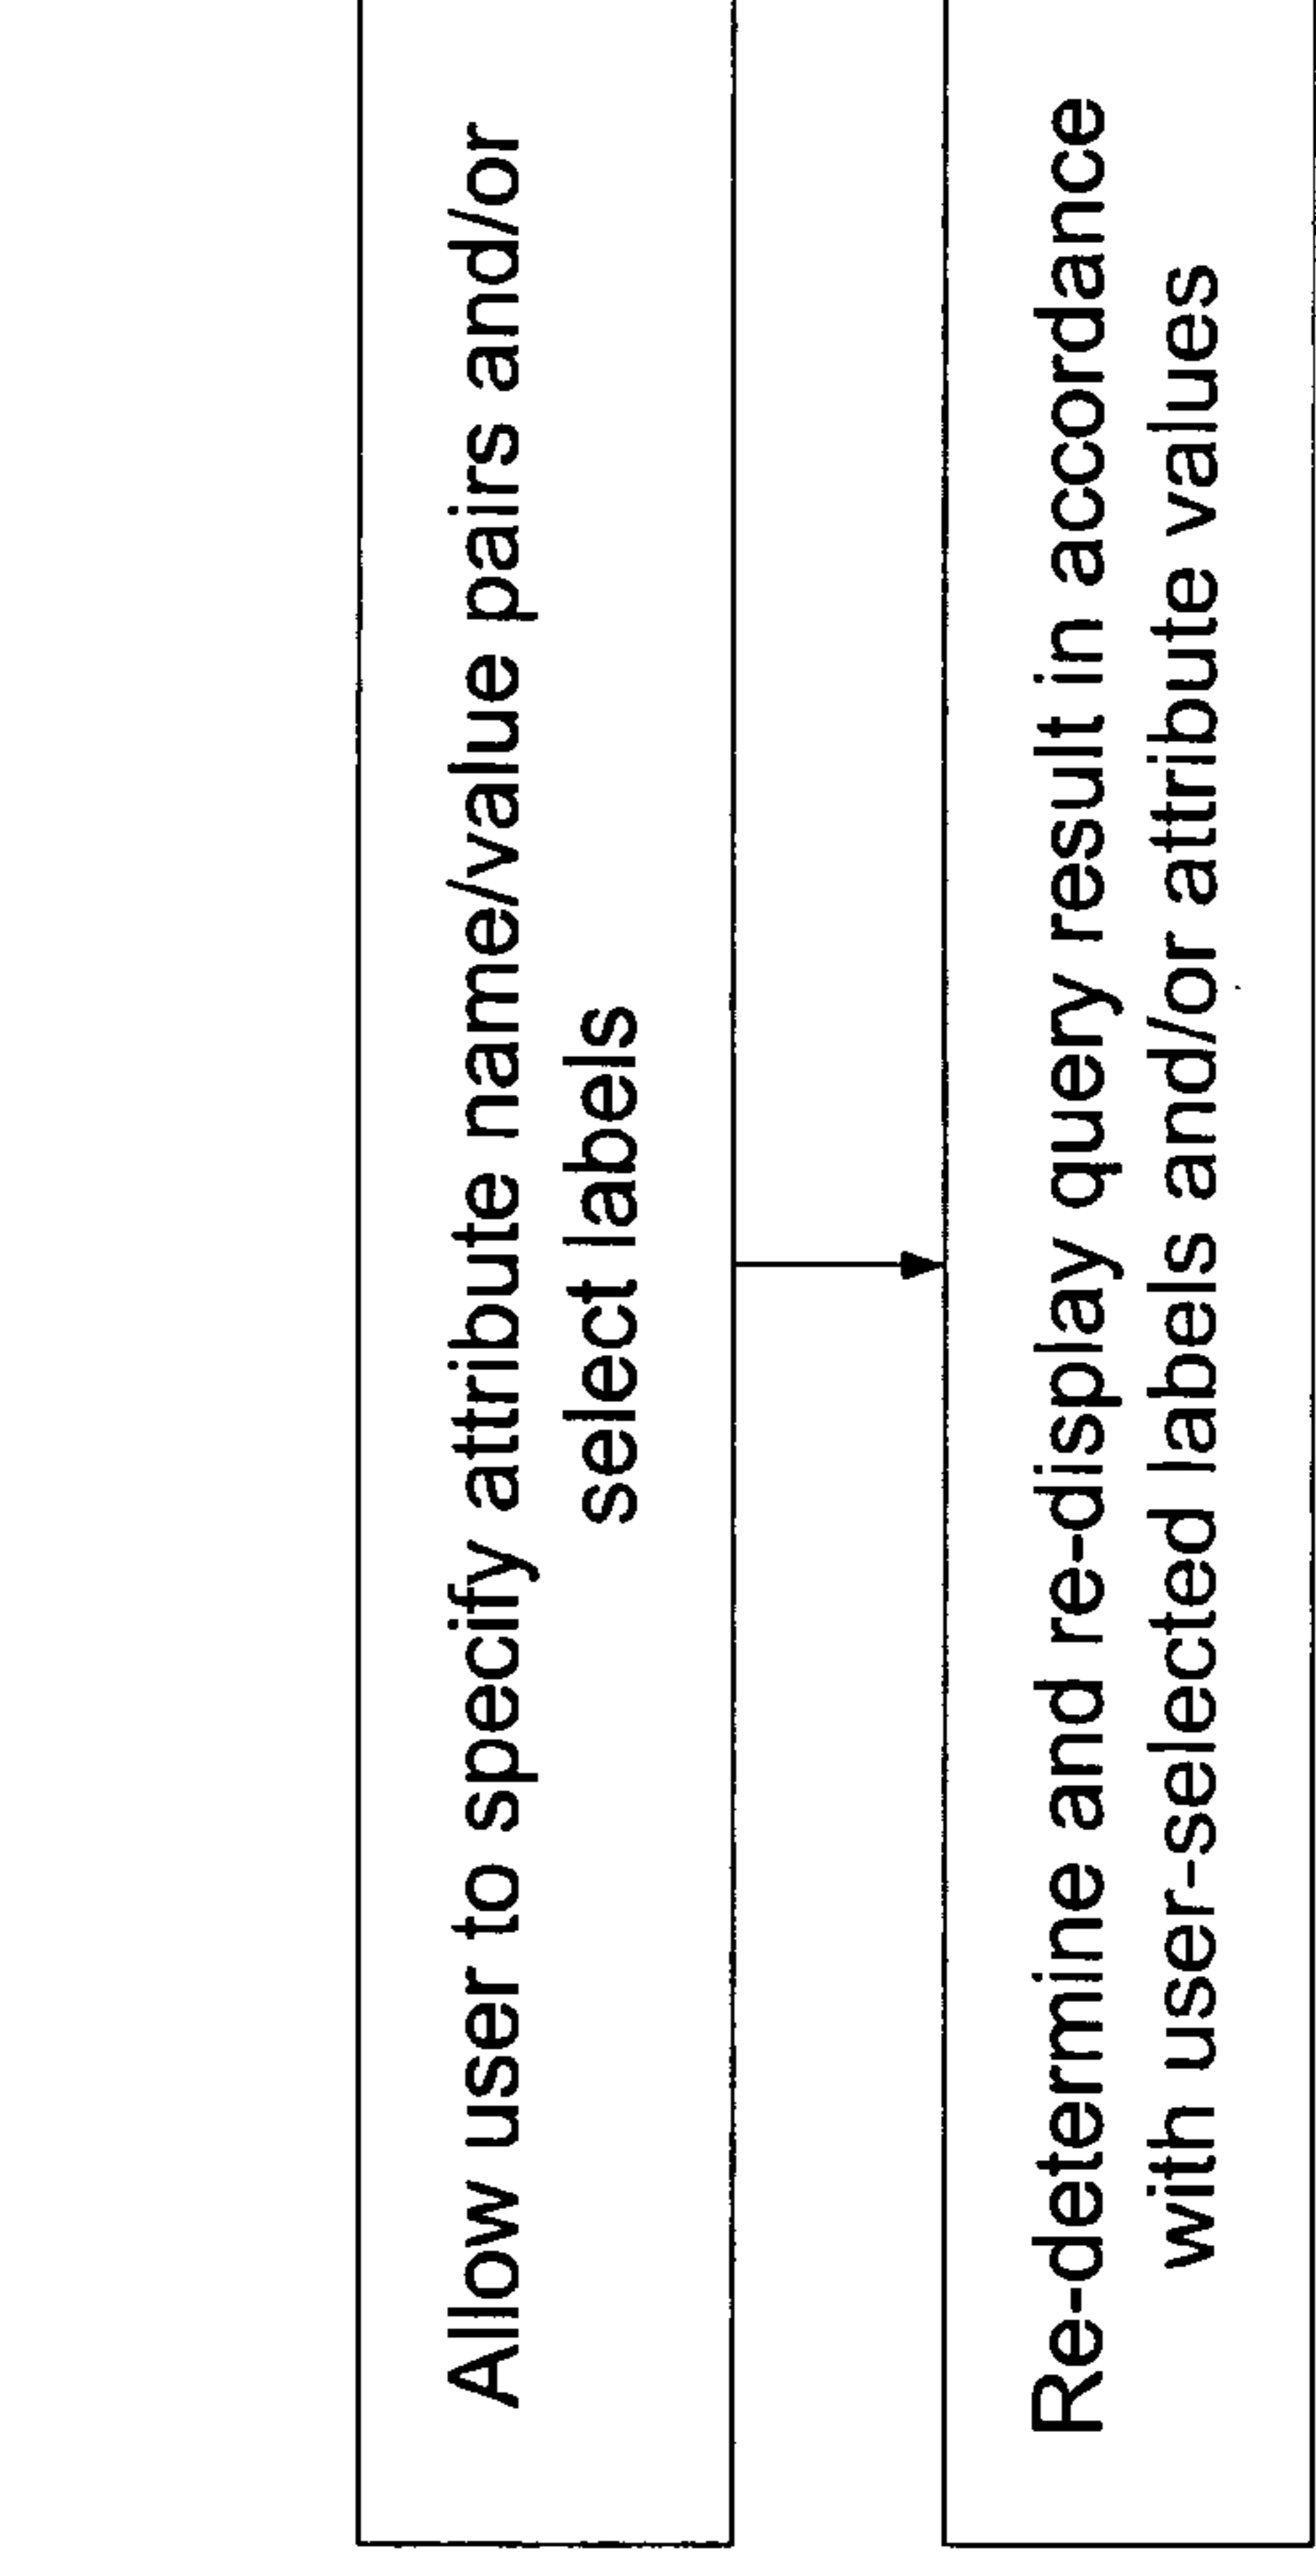 Allow user to specify attribute name/value pairs and/or
select labels
Re-determine and re-display query result in accordance
with user-selected labels and/or attribute values